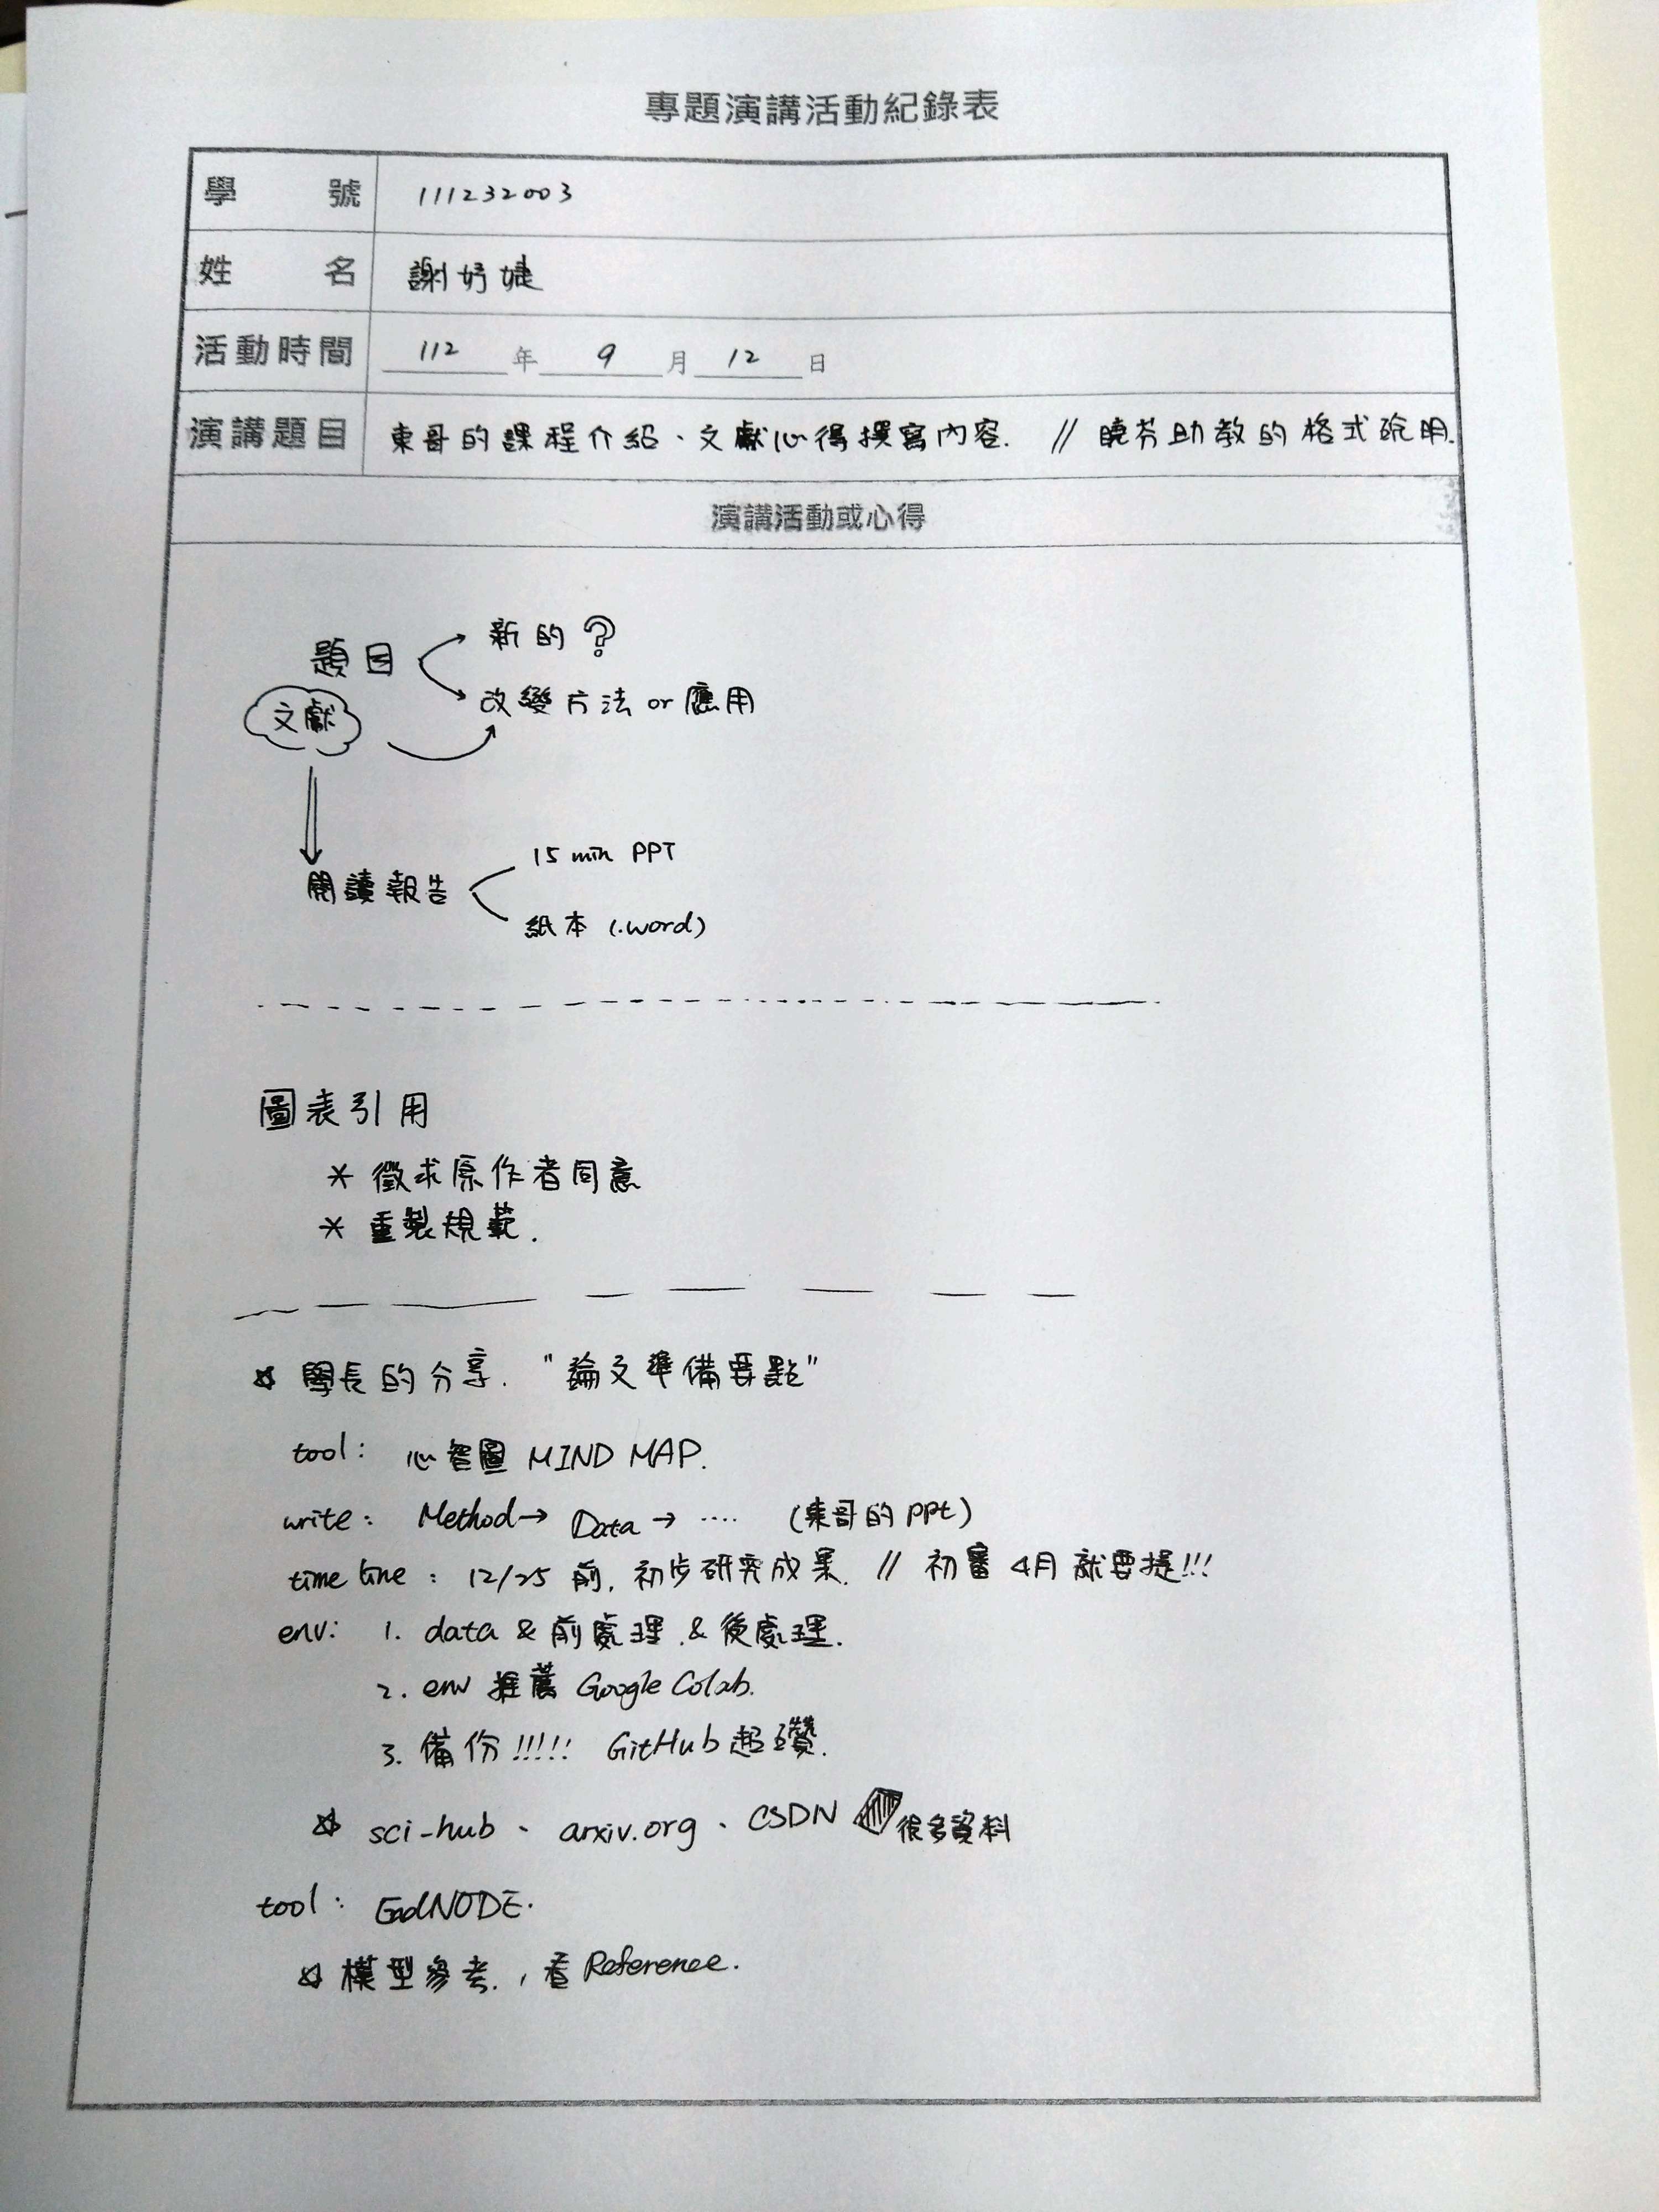 專題演講活動紀錄表
學號 111232003
姓名 謝妤婕
活動時間 112 年 9 月 12 日
演講題目 東哥的課程介紹、文獻心得撰寫內容. // 曉芬助教的格式說明.
演講活動或心得
新的?
題目
改變方法 or 應用
文獻
15 min PPT
閱讀報告
紙本 (.word)
圖表引用
* 徵求原作者同意
* 重製規範.
☆ 學長的分享. "論文準備要點"
tool: 心智圖 MIND MAP.
write: Method→ Data → .... (東哥的 ppt)
time line: 12/25 前, 初步研究成果. // 初審 4月 就要提!!!
env: 1. data & 前處理 & 後處理.
2. env 推薦 Google Colab.
3. 備份!!!!! GitHub 超讚.
☆ sci-hub、arxiv.org、CSDN 很多資料
tool: EndNODE.
☆ 模型參考, 看 Reference.